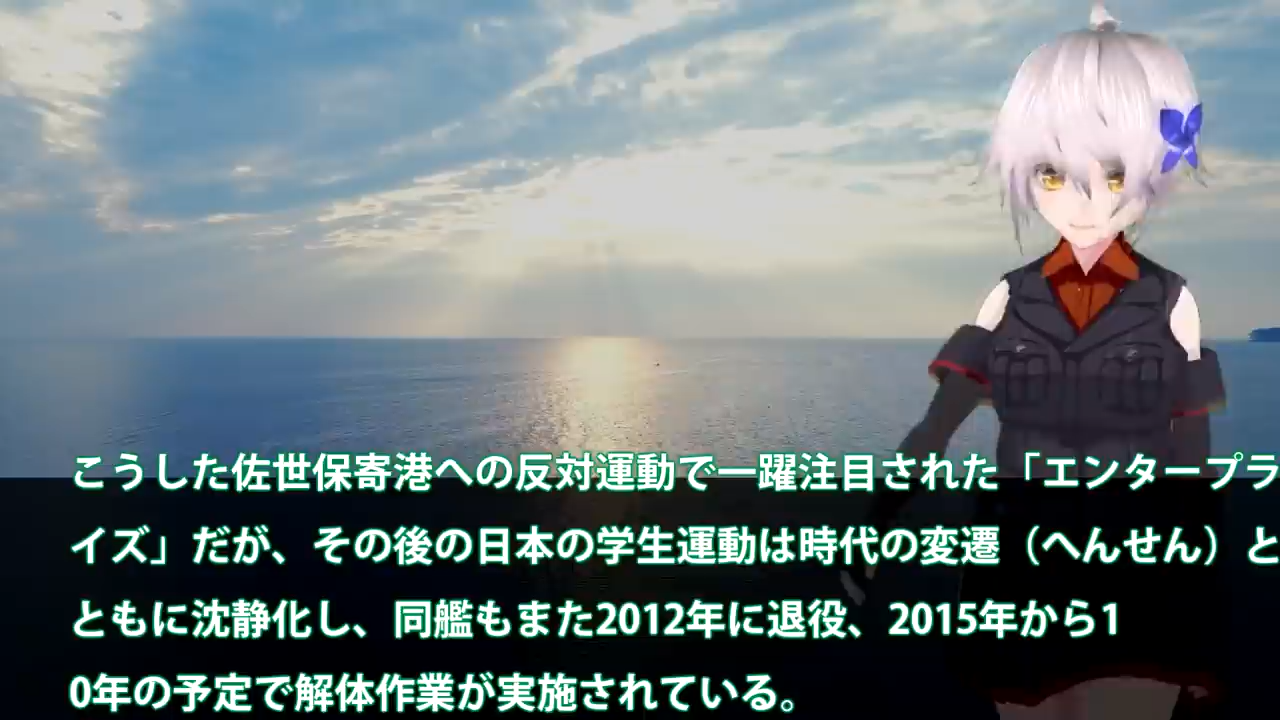 こうした佐世保寄港への反対運動で一躍注目された「エンタープラ
イズ」だが、その後の日本の学生運動は時代の変遷（へんせん）と
ともに沈静化し、同艦もまた2012年に退役、2015年から1
0年の予定で解体作業が実施されている。